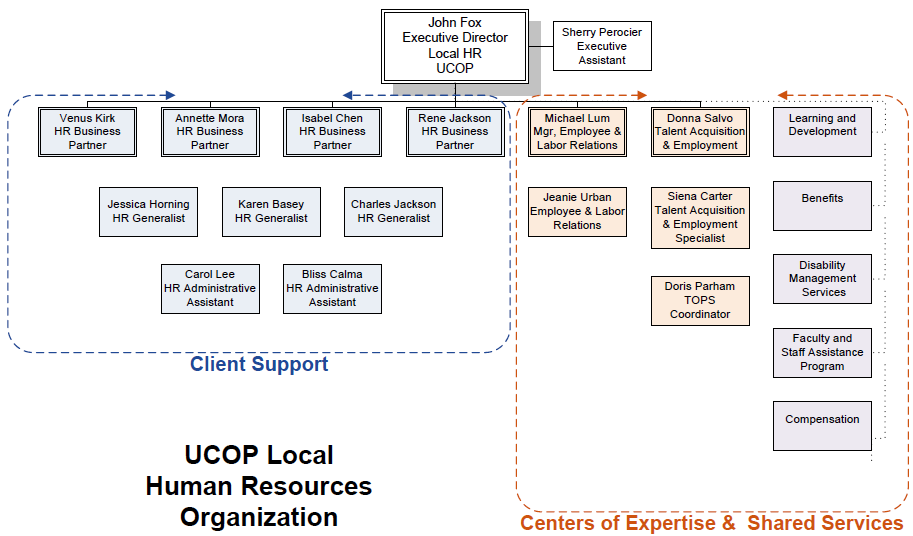 John Fox
Executive Director
Local HR
UCOP
Sherry Perocier
Executive
Assistant
Venus Kirk
HR Business
Partner
Annette Mora
HR Business
Partner
Isabel Chen
HR Business
Partner
Rene Jackson
HR Business
Partner
Michael Lum
Mgr, Employee &
Labor Relations
Donna Salvo
Talent Acquisition
& Employment
Learning and
Development
Jessica Horning
HR Generalist
Karen Basey
HR Generalist
Charles Jackson
HR Generalist
Jeanie Urban
Employee & Labor
Relations
Siena Carter
Talent Acquisition
& Employment
Specialist
Benefits
Carol Lee
HR Administrative
Assistant
Bliss Calma
HR Administrative
Assistant
Doris Parham
TOPS
Coordinator
Disability
Management
Services
Faculty and
Staff Assistance
Program
Compensation
Client Support
UCOP Local
Human Resources
Organization
Centers of Expertise & Shared Services